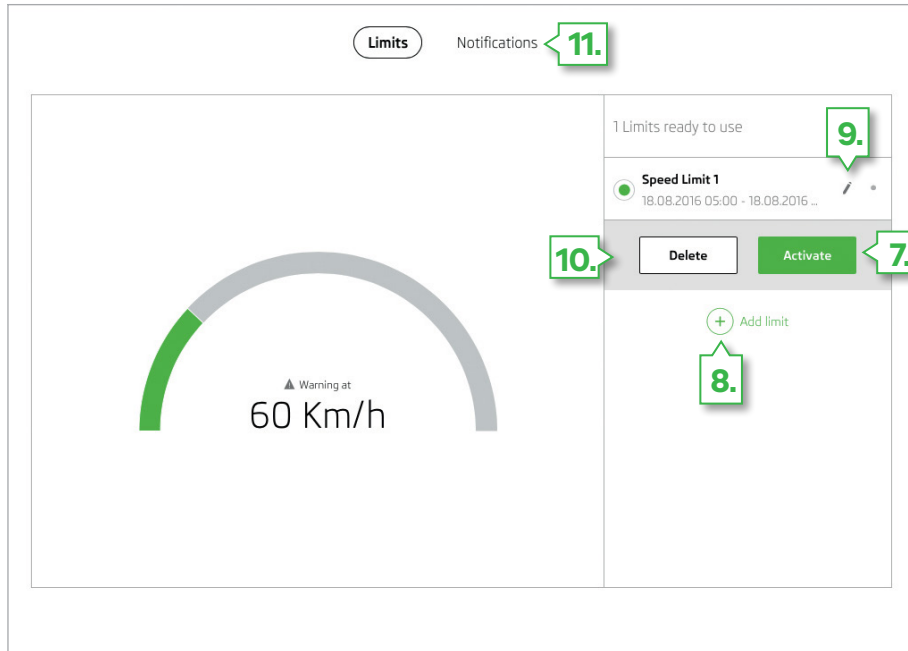 Limits Notifications 11.
1 Limits ready to use
9.
Speed Limit 1
18.08.2016 05:00 - 18.08.2016 ...
10. Delete Activate 7.
Add limit
8.
Warning at
60 Km/h